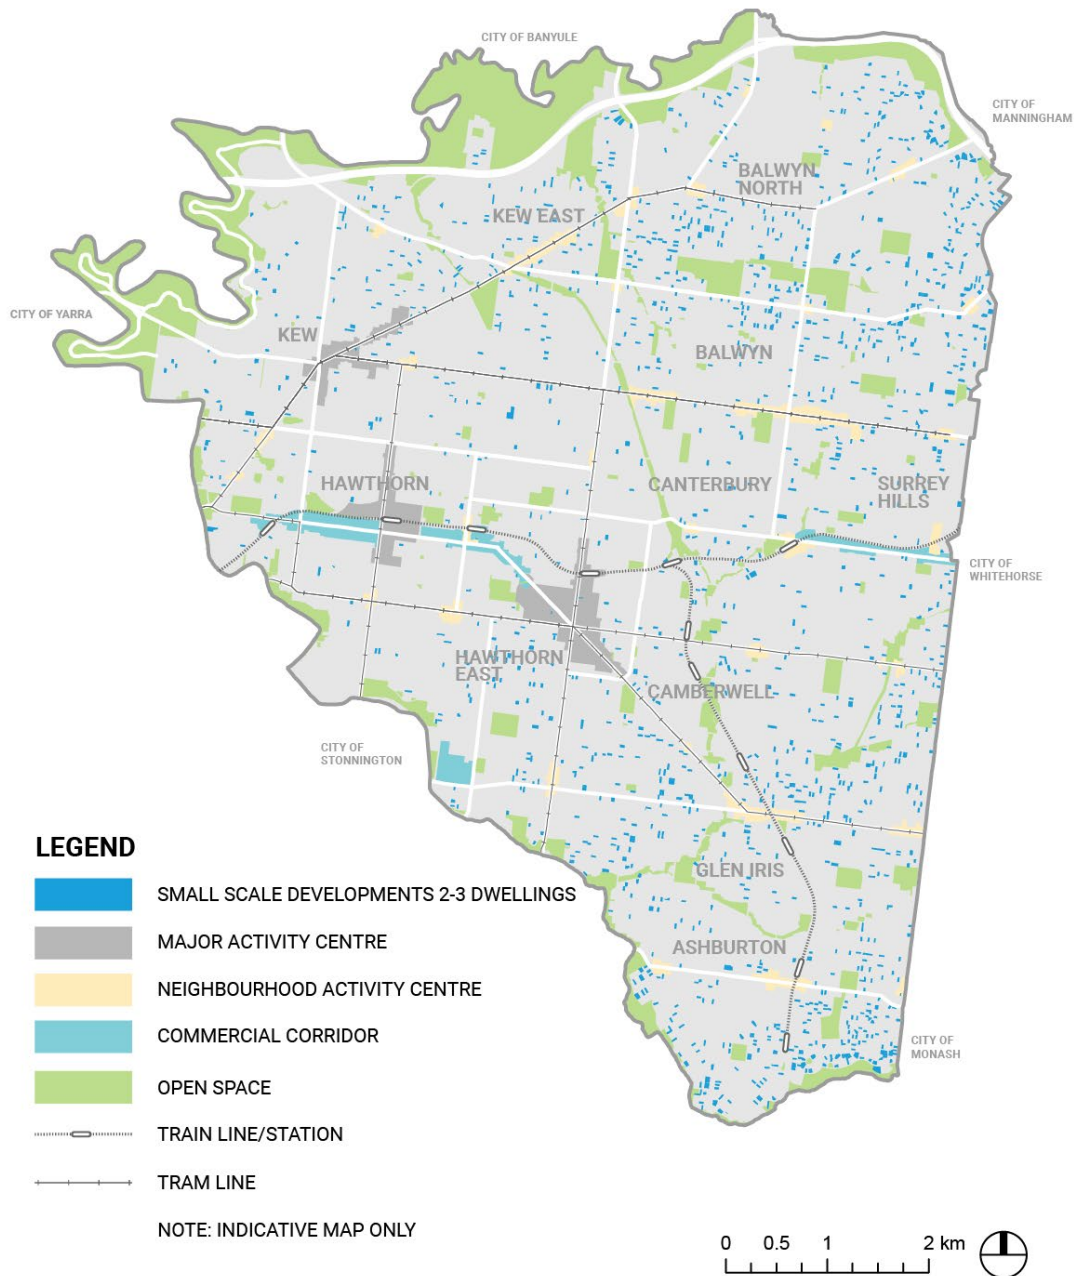 CITY OF BANYULE
CITY OF
MANNINGHAM
BALWYN
NORTH
KEW EAST
CITY OF YARRA
KEW
BALWYN
HAWTHORN
CANTERBURY
SURREY
HILLS
CITY OF
WHITEHORSE
HAWTHORN
EAST
CAMBERWELL
CITY OF
STONNINGTON
GLEN IRIS
ASHBURTON
CITY OF
MONASH
LEGEND
SMALL SCALE DEVELOPMENTS 2-3 DWELLINGS
MAJOR ACTIVITY CENTRE
NEIGHBOURHOOD ACTIVITY CENTRE
COMMERCIAL CORRIDOR
OPEN SPACE
TRAIN LINE/STATION
TRAM LINE
NOTE: INDICATIVE MAP ONLY
0 0.5 1 2 km